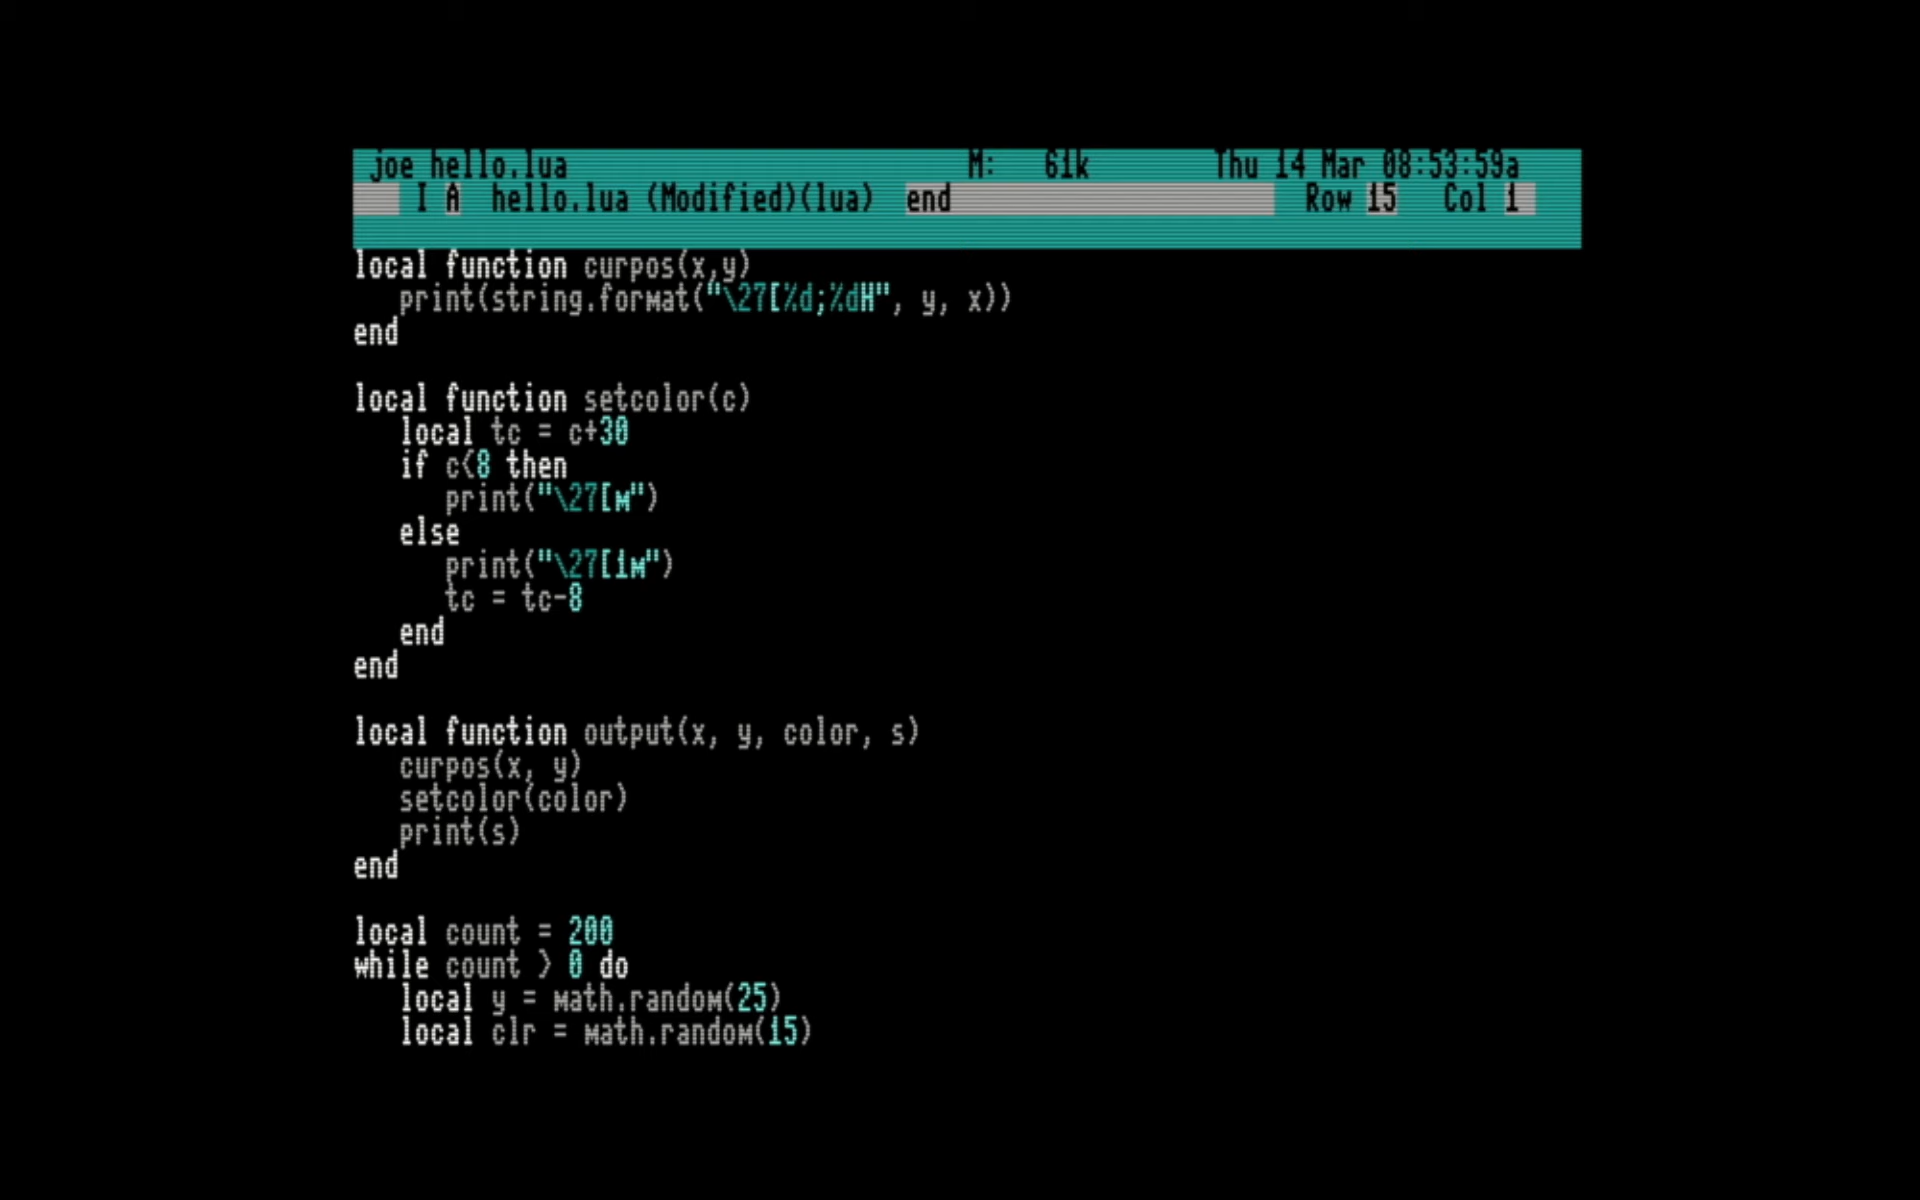 joe hello.lua M: 61k Thu 14 Mar 08:53:59a
I A hello.lua (Modified)(lua) end Row 15 Col 1
local function curpos(x,y)
   print(string.format("\27[%d;%dH", y, x))
end

local function setcolor(c)
   local tc = c+30
   if c<8 then
      print("\27[m")
   else
      print("\27[1m")
      tc = tc-8
   end
end

local function output(x, y, color, s)
   curpos(x, y)
   setcolor(color)
   print(s)
end

local count = 200
while count > 0 do
   local y = math.random(25)
   local clr = math.random(15)